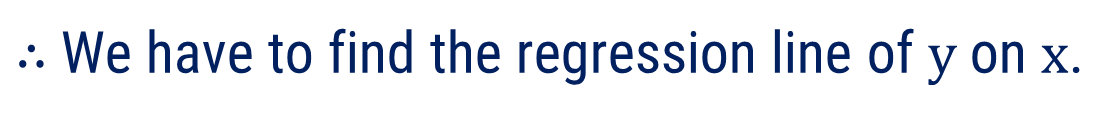 ∴ We have to find the regression line of y on x.